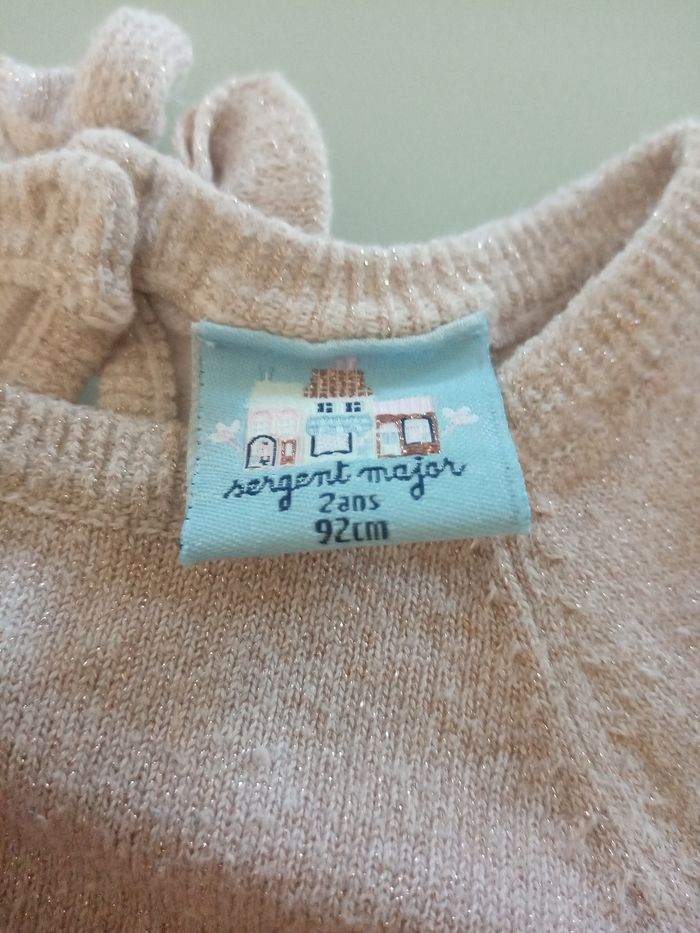 sergent major
2ans
92cm